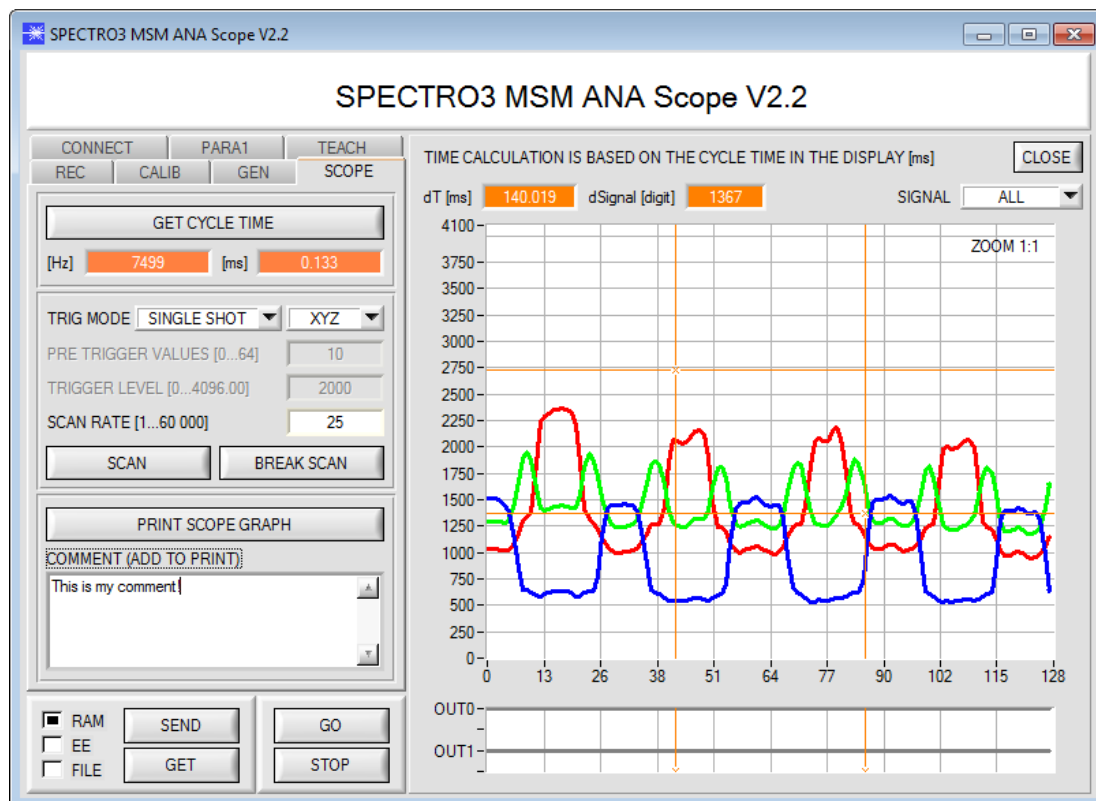 SPECTRO3 MSM ANA Scope V2.2
SPECTRO3 MSM ANA Scope V2.2
CONNECT PARA1 TEACH
REC CALIB GEN SCOPE
GET CYCLE TIME
[Hz] 7499 [ms] 0.133
TRIG MODE SINGLE SHOT XYZ
PRE TRIGGER VALUES [0...64] 10
TRIGGER LEVEL [0...4096.00] 2000
SCAN RATE [1...60 000] 25
SCAN BREAK SCAN
PRINT SCOPE GRAPH
COMMENT (ADD TO PRINT)
This is my comment
RAM
EE
FILE
SEND
GET
GO
STOP
TIME CALCULATION IS BASED ON THE CYCLE TIME IN THE DISPLAY [ms] CLOSE
dT [ms] 140.019 dSignal [digit] 1367 SIGNAL ALL
ZOOM 1:1
4100
3750
3500
3250
3000
2750
2500
2250
2000
1750
1500
1250
1000
750
500
250
0
0 13 26 38 51 64 77 90 102 115 128
OUT0
OUT1